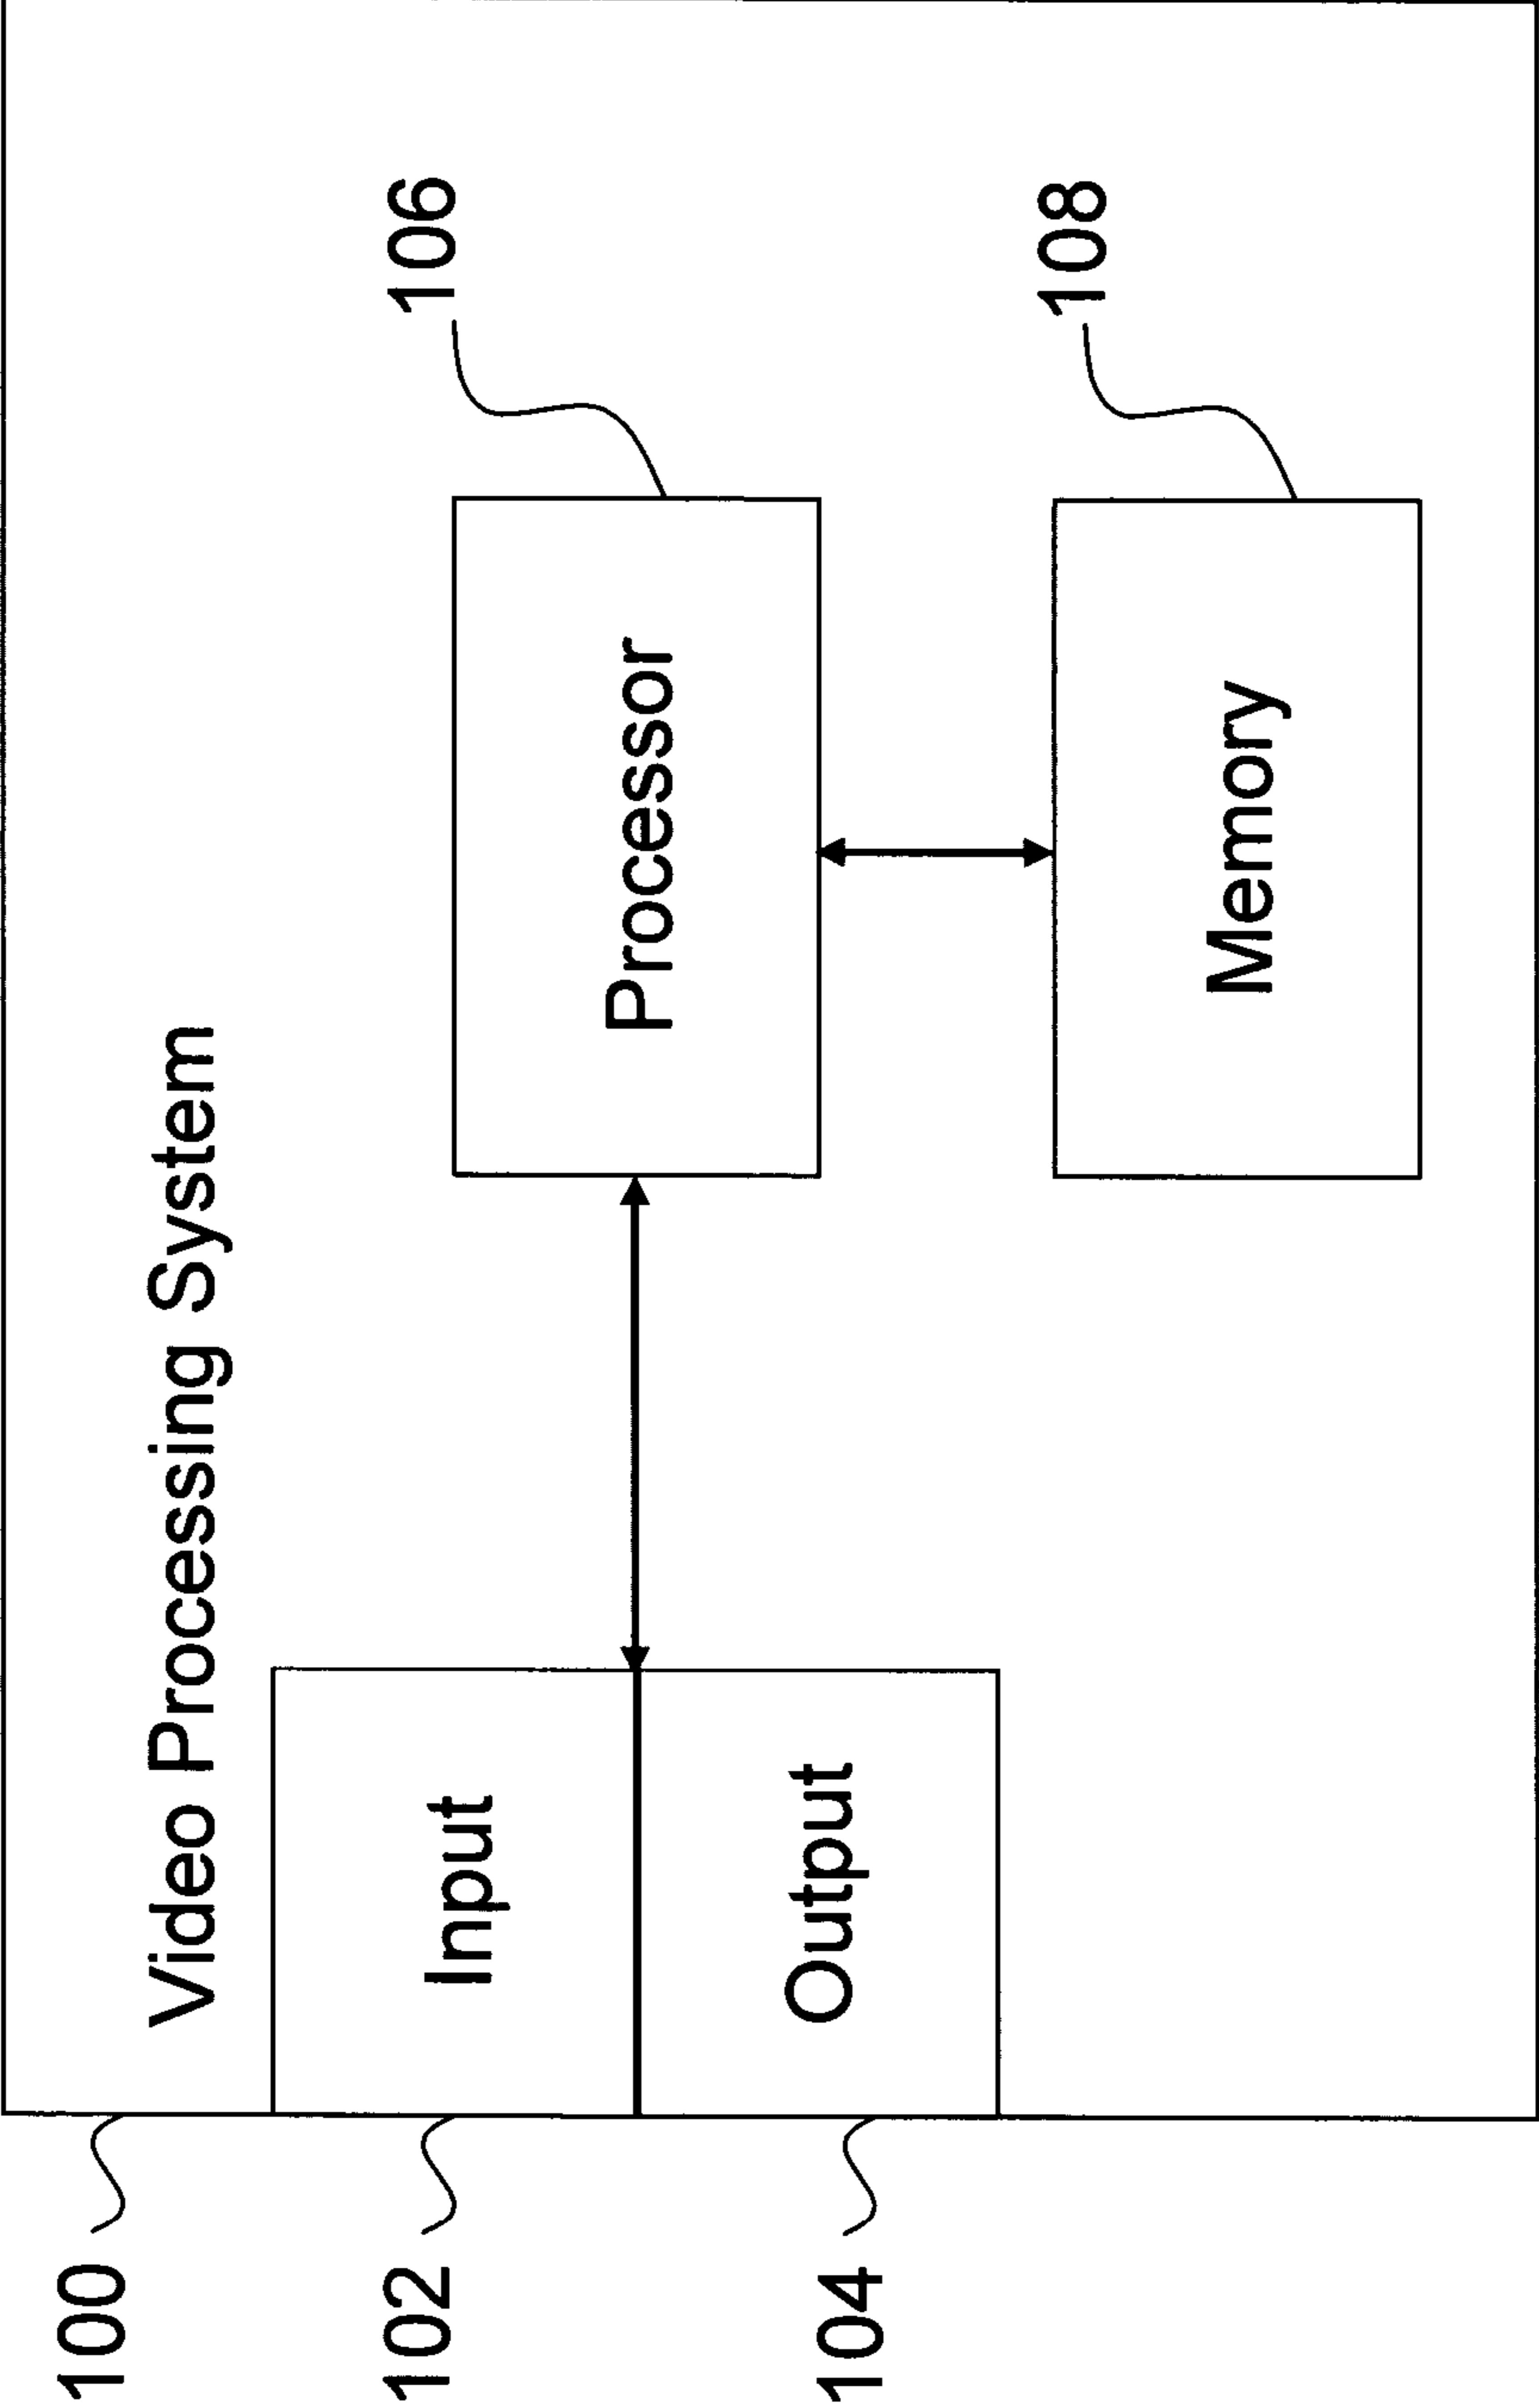 100
Video Processing System
102
Input
106
Processor
104
Output
108
Memory